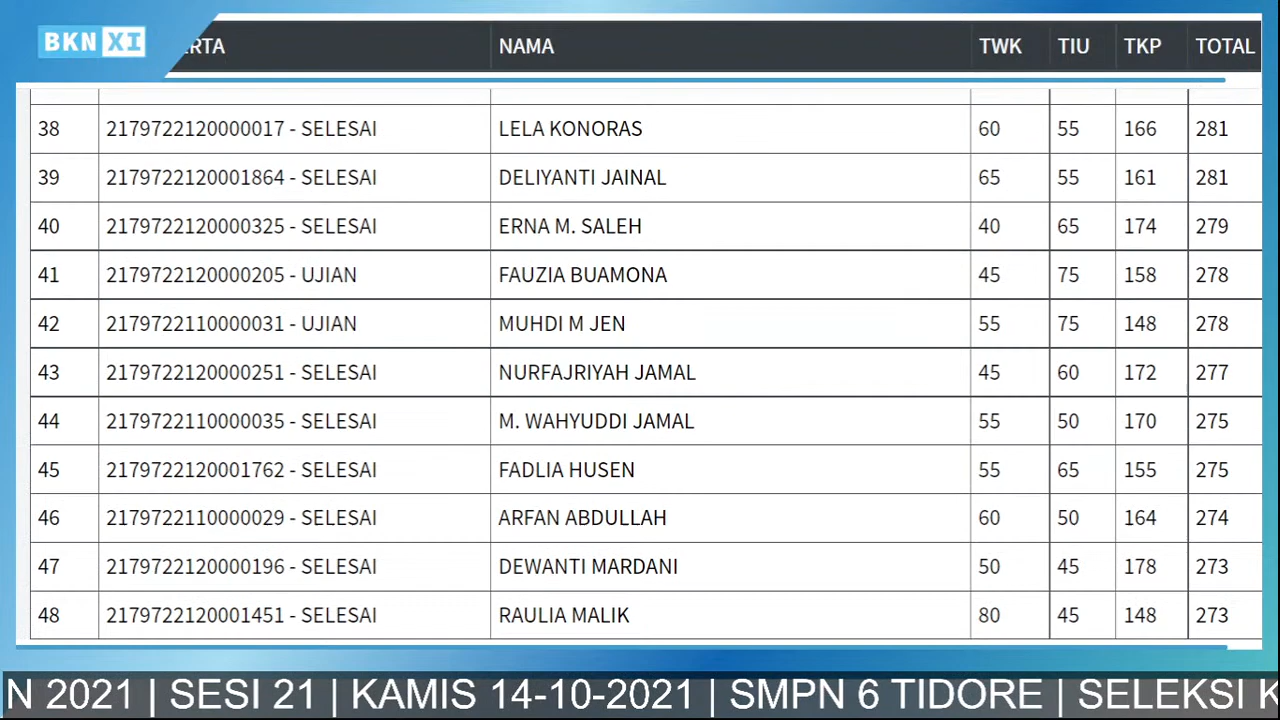 BKN XI
ERTA NAMA TWK TIU TKP TOTAL
38 2179722120000017 - SELESAI LELA KONORAS 60 55 166 281
39 2179722120001864 - SELESAI DELIYANTI JAINAL 65 55 161 281
40 2179722120000325 - SELESAI ERNA M. SALEH 40 65 174 279
41 2179722120000205 - UJIAN FAUZIA BUAMONA 45 75 158 278
42 2179722110000031 - UJIAN MUHDI M JEN 55 75 148 278
43 2179722120000251 - SELESAI NURFAJRIYAH JAMAL 45 60 172 277
44 2179722110000035 - SELESAI M. WAHYUDDI JAMAL 55 50 170 275
45 2179722120001762 - SELESAI FADLIA HUSEN 55 65 155 275
46 2179722110000029 - SELESAI ARFAN ABDULLAH 60 50 164 274
47 2179722120000196 - SELESAI DEWANTI MARDANI 50 45 178 273
48 2179722120001451 - SELESAI RAULIA MALIK 80 45 148 273
N 2021 | SESI 21 | KAMIS 14-10-2021 | SMPN 6 TIDORE | SELEKSI K